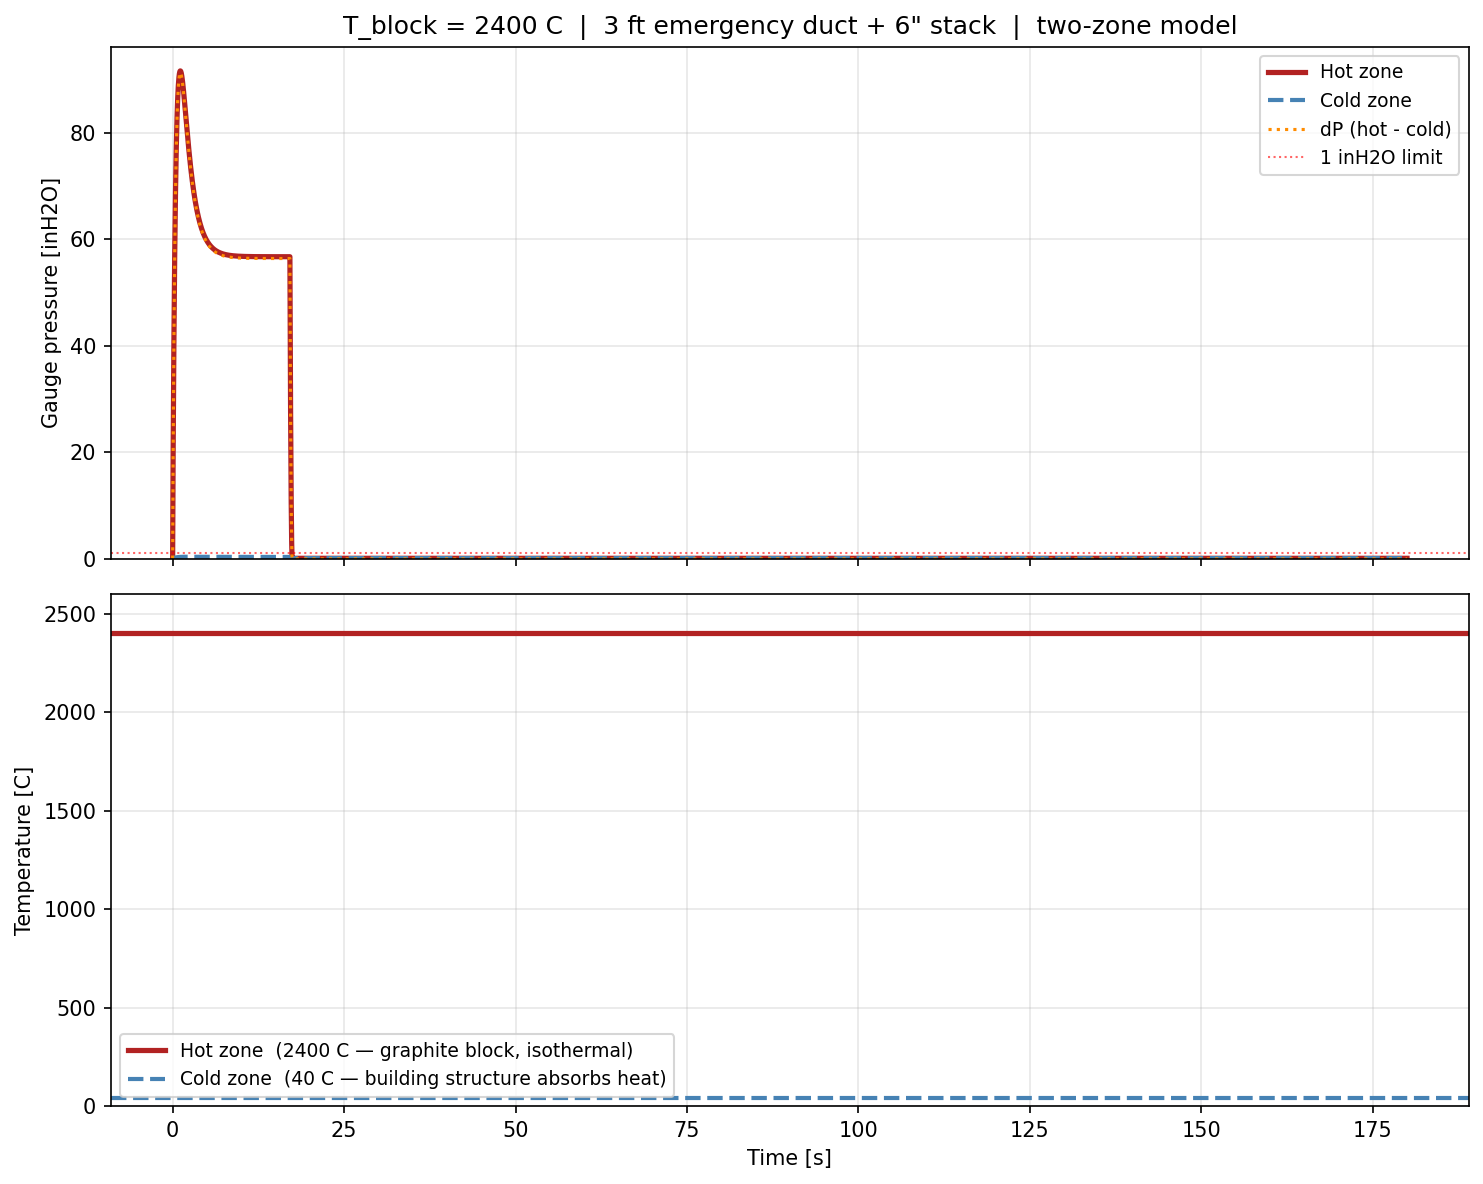 T_block = 2400 C | 3 ft emergency duct + 6" stack | two-zone model
Gauge pressure [inH2O]
80
60
40
20
0
Hot zone
Cold zone
dP (hot - cold)
1 inH2O limit
Temperature [C]
2500
2000
1500
1000
500
0
Hot zone (2400 C — graphite block, isothermal)
Cold zone (40 C — building structure absorbs heat)
0 25 50 75 100 125 150 175
Time [s]